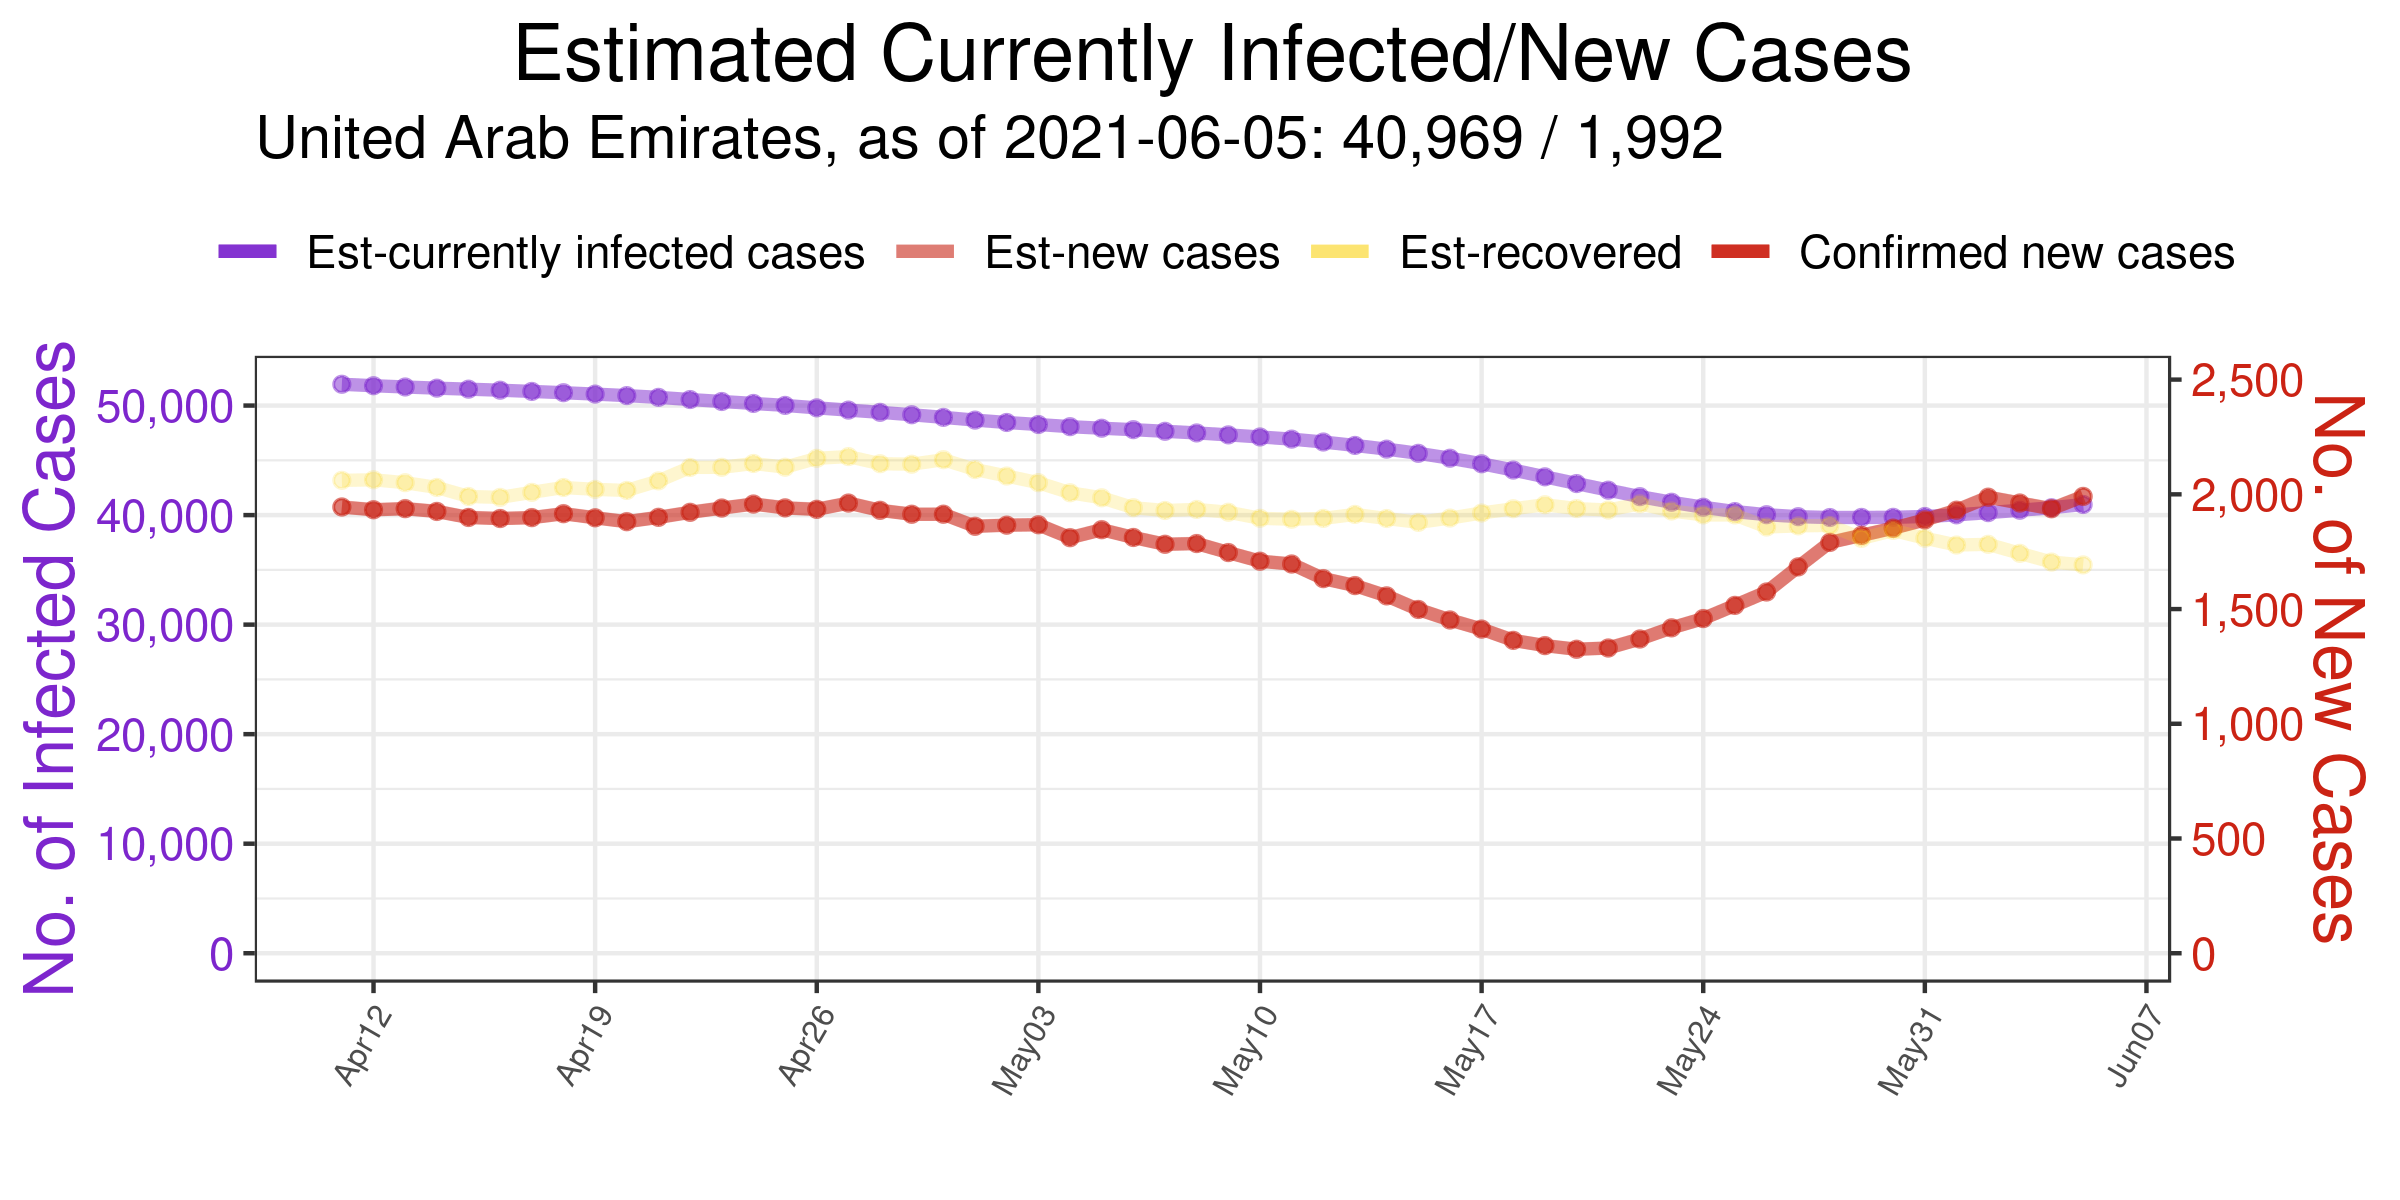 Estimated Currently Infected/New Cases
United Arab Emirates, as of 2021-06-05: 40,969 / 1,992
Est-currently infected cases Est-new cases Est-recovered Confirmed new cases
No. of Infected Cases
50,000
40,000
30,000
20,000
10,000
0
2,500
2,000
1,500
1,000
500
0
No. of New Cases
Apr12 Apr19 Apr26 May03 May10 May17 May24 May31 Jun07